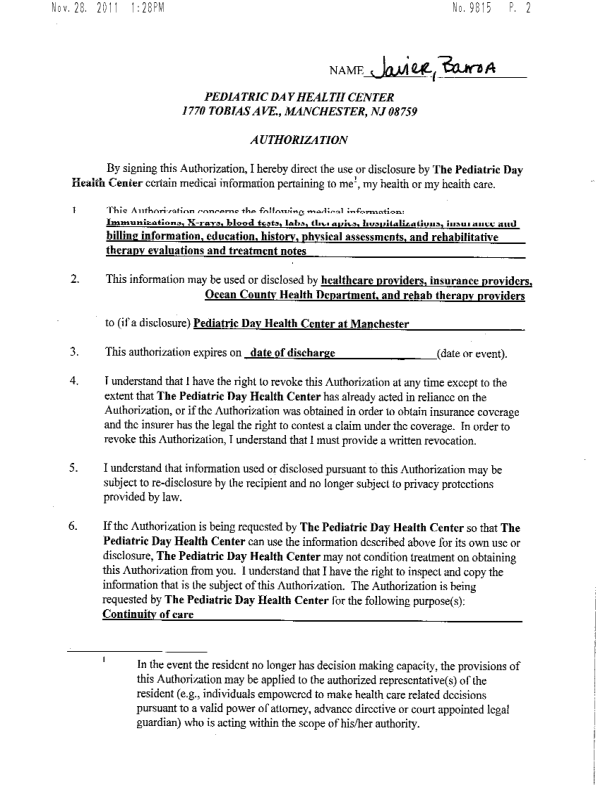 Nov. 28. 2011 1:28PM No. 9815 P. 2
NAME Javier, Barroa
PEDIATRIC DAY HEALTH CENTER
1770 TOBIAS AVE., MANCHESTER, NJ 08759
AUTHORIZATION
By signing this Authorization, I hereby direct the use or disclosure by The Pediatric Day
Health Center certain medical information pertaining to me¹, my health or my health care.
1 This Authorization concerns the following medical information:
Immunizations, X-rays, blood tests, labs, therapies, hospitalizations, insurance and
billing information, education, history, physical assessments, and rehabilitative
therapy evaluations and treatment notes
2. This information may be used or disclosed by healthcare providers, insurance providers,
Ocean County Health Department, and rehab therapy providers
to (if a disclosure) Pediatric Day Health Center at Manchester
3. This authorization expires on date of discharge (date or event).
4. I understand that I have the right to revoke this Authorization at any time except to the
extent that The Pediatric Day Health Center has already acted in reliance on the
Authorization, or if the Authorization was obtained in order to obtain insurance coverage
and the insurer has the legal the right to contest a claim under the coverage. In order to
revoke this Authorization, I understand that I must provide a written revocation.
5. I understand that information used or disclosed pursuant to this Authorization may be
subject to re-disclosure by the recipient and no longer subject to privacy protections
provided by law.
6. If the Authorization is being requested by The Pediatric Day Health Center so that The
Pediatric Day Health Center can use the information described above for its own use or
disclosure, The Pediatric Day Health Center may not condition treatment on obtaining
this Authorization from you. I understand that I have the right to inspect and copy the
information that is the subject of this Authorization. The Authorization is being
requested by The Pediatric Day Health Center for the following purpose(s):
Continuity of care
1 In the event the resident no longer has decision making capacity, the provisions of
this Authorization may be applied to the authorized representative(s) of the
resident (e.g., individuals empowered to make health care related decisions
pursuant to a valid power of attorney, advance directive or court appointed legal
guardian) who is acting within the scope of his/her authority.